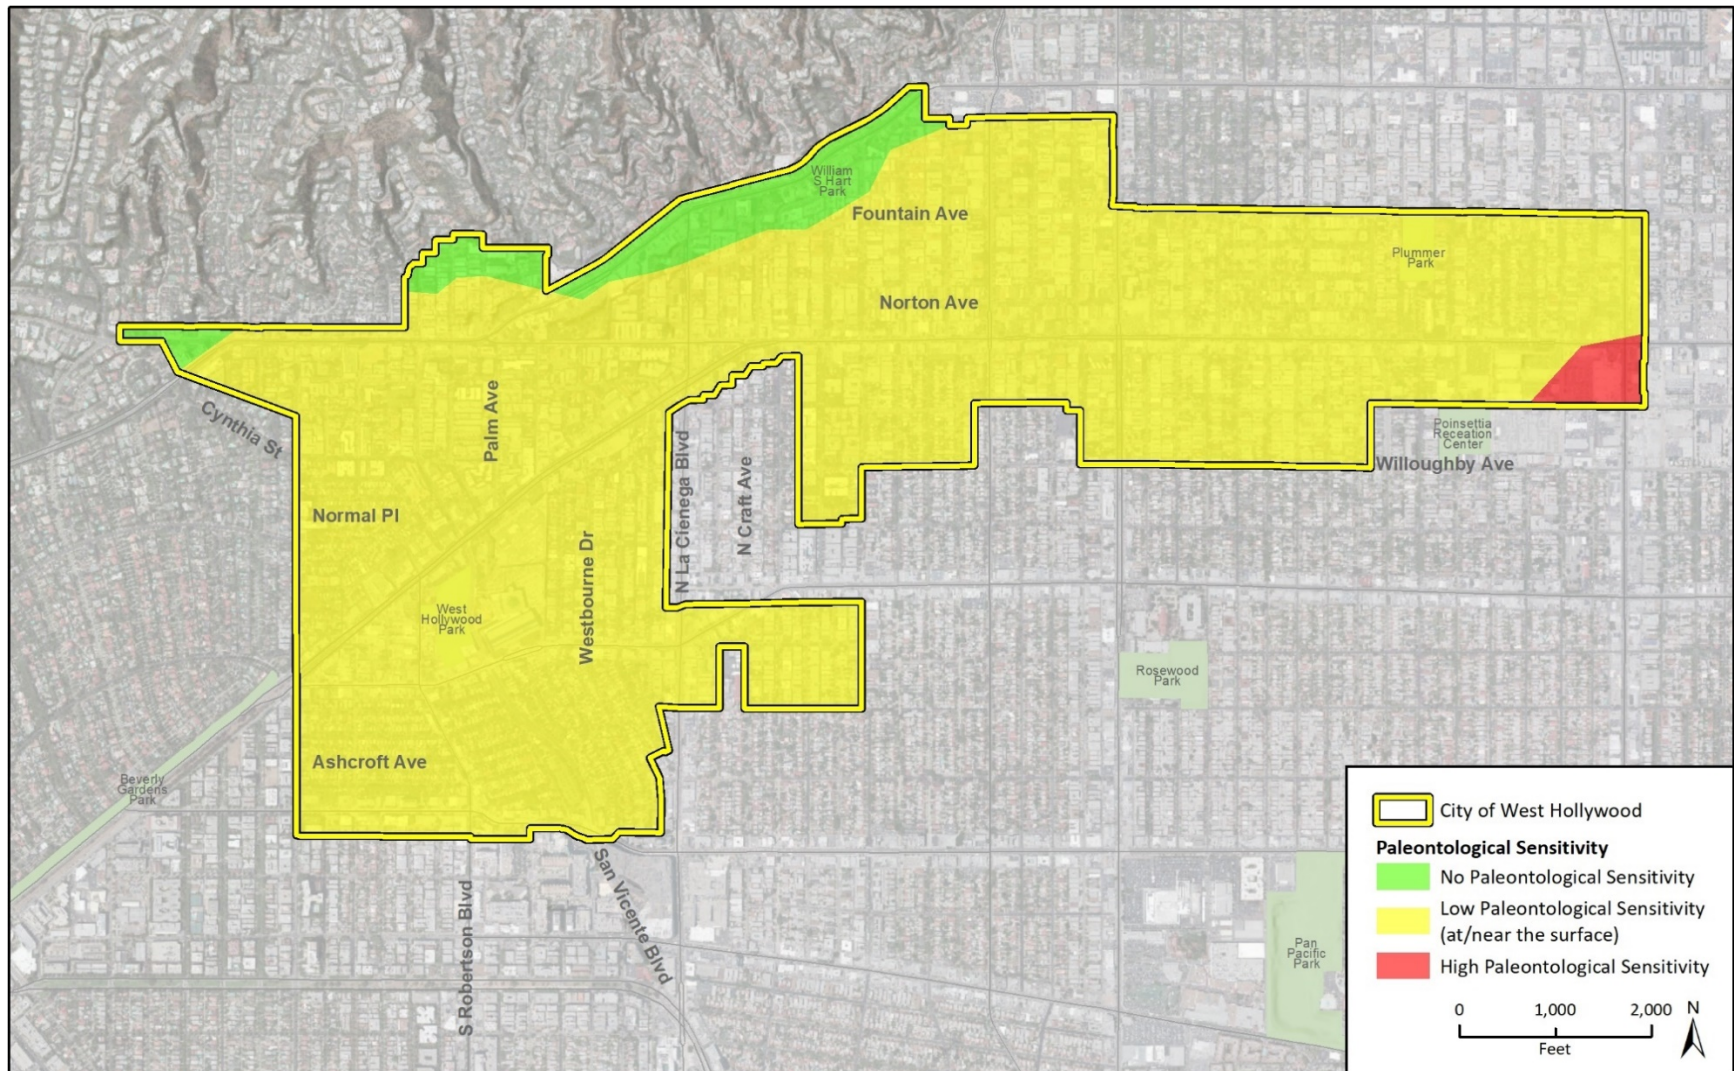 William
S Hart
Park
Fountain Ave
Plummer
Park
Norton Ave
Cynthia St
Palm Ave
N La Cienega Blvd
N Craft Ave
Poinsettia
Receation
Center
Willoughby Ave
Normal Pl
Westbourne Dr
West
Hollywood
Park
Rosewood
Park
Ashcroft Ave
Beverly
Gardens
Park
San Vicente Blvd
S Robertson Blvd
Pan
Pacific
Park
City of West Hollywood
Paleontological Sensitivity
No Paleontological Sensitivity
Low Paleontological Sensitivity
(at/near the surface)
High Paleontological Sensitivity
0 1,000 2,000
Feet
N